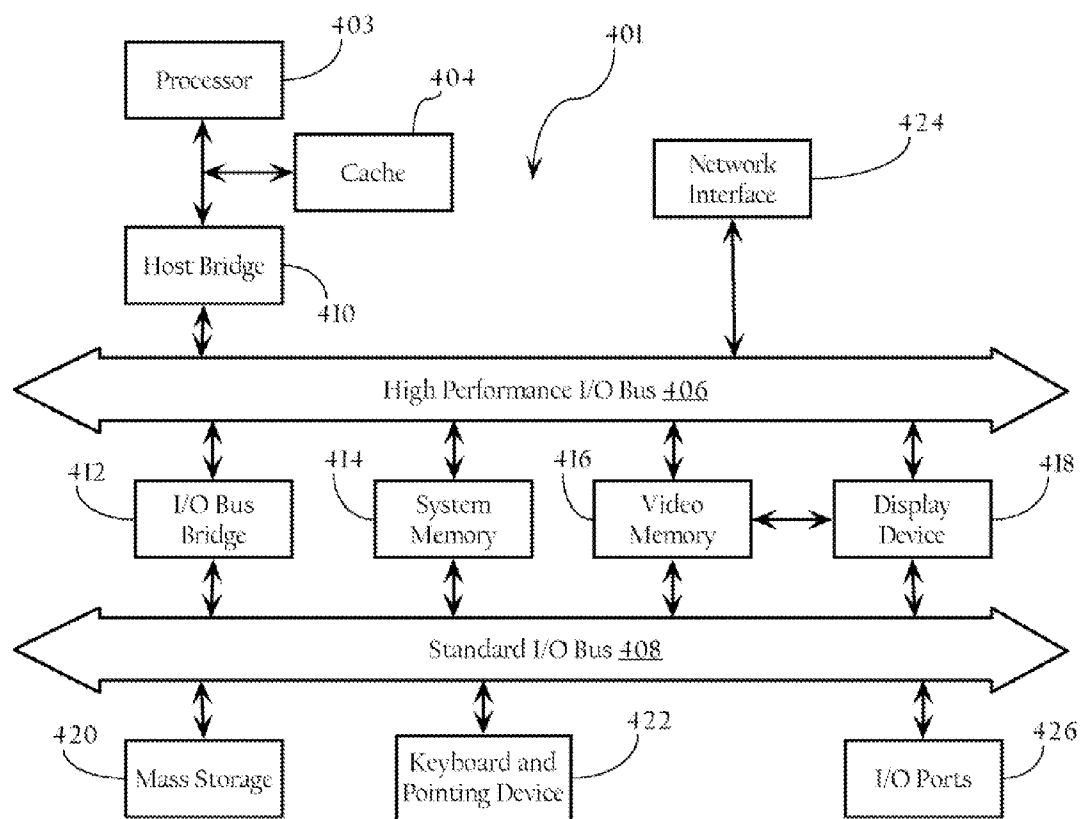 403
Processor
401
404
Cache
424
Network
Interface
Host Bridge
410
High Performance I/O Bus 406
412
I/O Bus
Bridge
414
System
Memory
416
Video
Memory
418
Display
Device
Standard I/O Bus 408
420
Mass Storage
422
Keyboard and
Pointing Device
426
I/O Ports